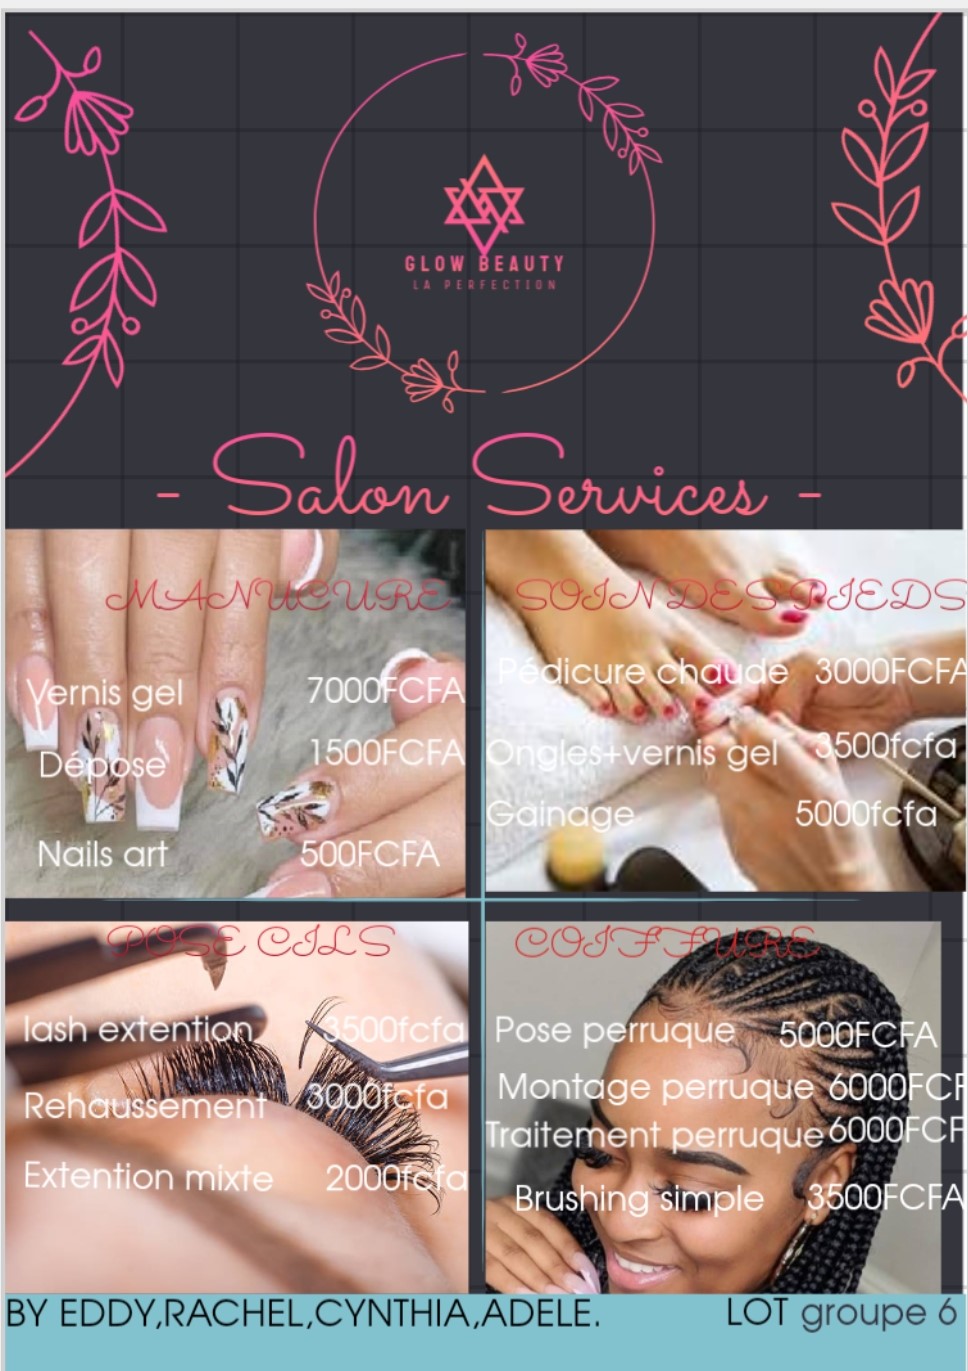 GLOW BEAUTY
LA PERFECTION
- Salon Services -
MANUCURE
Vernis gel 7000FCFA
Dépose 1500FCFA
Nails art 500FCFA
SOIN DES PIEDS
Pédicure chaude 3000FCFA
Ongles+vernis gel 3500fcfa
Gainage 5000fcfa
POSE CILS
lash extention 3500fcfa
Rehaussement 3000fcfa
Extention mixte 2000fcfa
COIFFURE
Pose perruque 5000FCFA
Montage perruque 6000FCF
Traitement perruque 6000FCF
Brushing simple 3500FCFA
BY EDDY,RACHEL,CYNTHIA,ADELE. LOT groupe 6